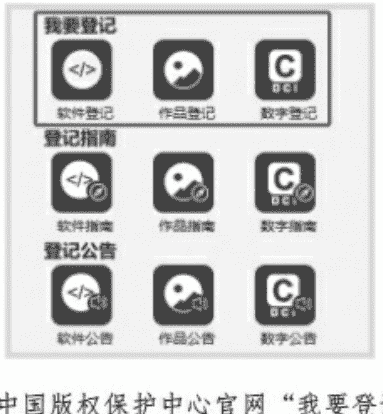 我要登记
</>
C
DCI
软件登记 作品登记 数字登记
登记指南
</>
C
DCI
软件指南 作品指南 数字指南
登记公告
</>
C
DCI
软件公告 作品公告 数字公告
中国版权保护中心官网“我要登